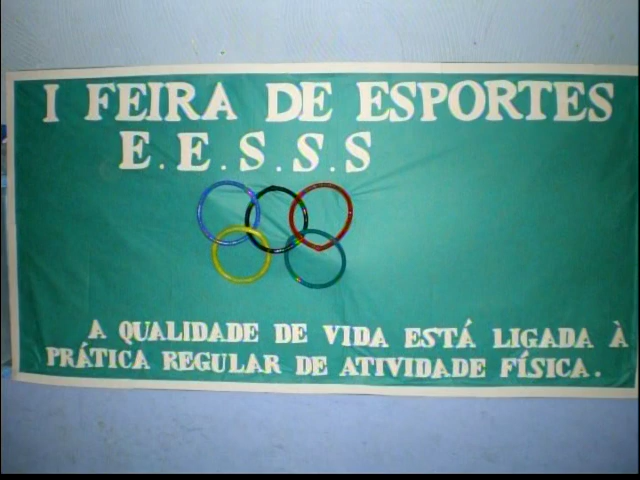 I FEIRA DE ESPORTES
E.E.S.S.S
A QUALIDADE DE VIDA ESTÁ LIGADA À
PRÁTICA REGULAR DE ATIVIDADE FÍSICA.